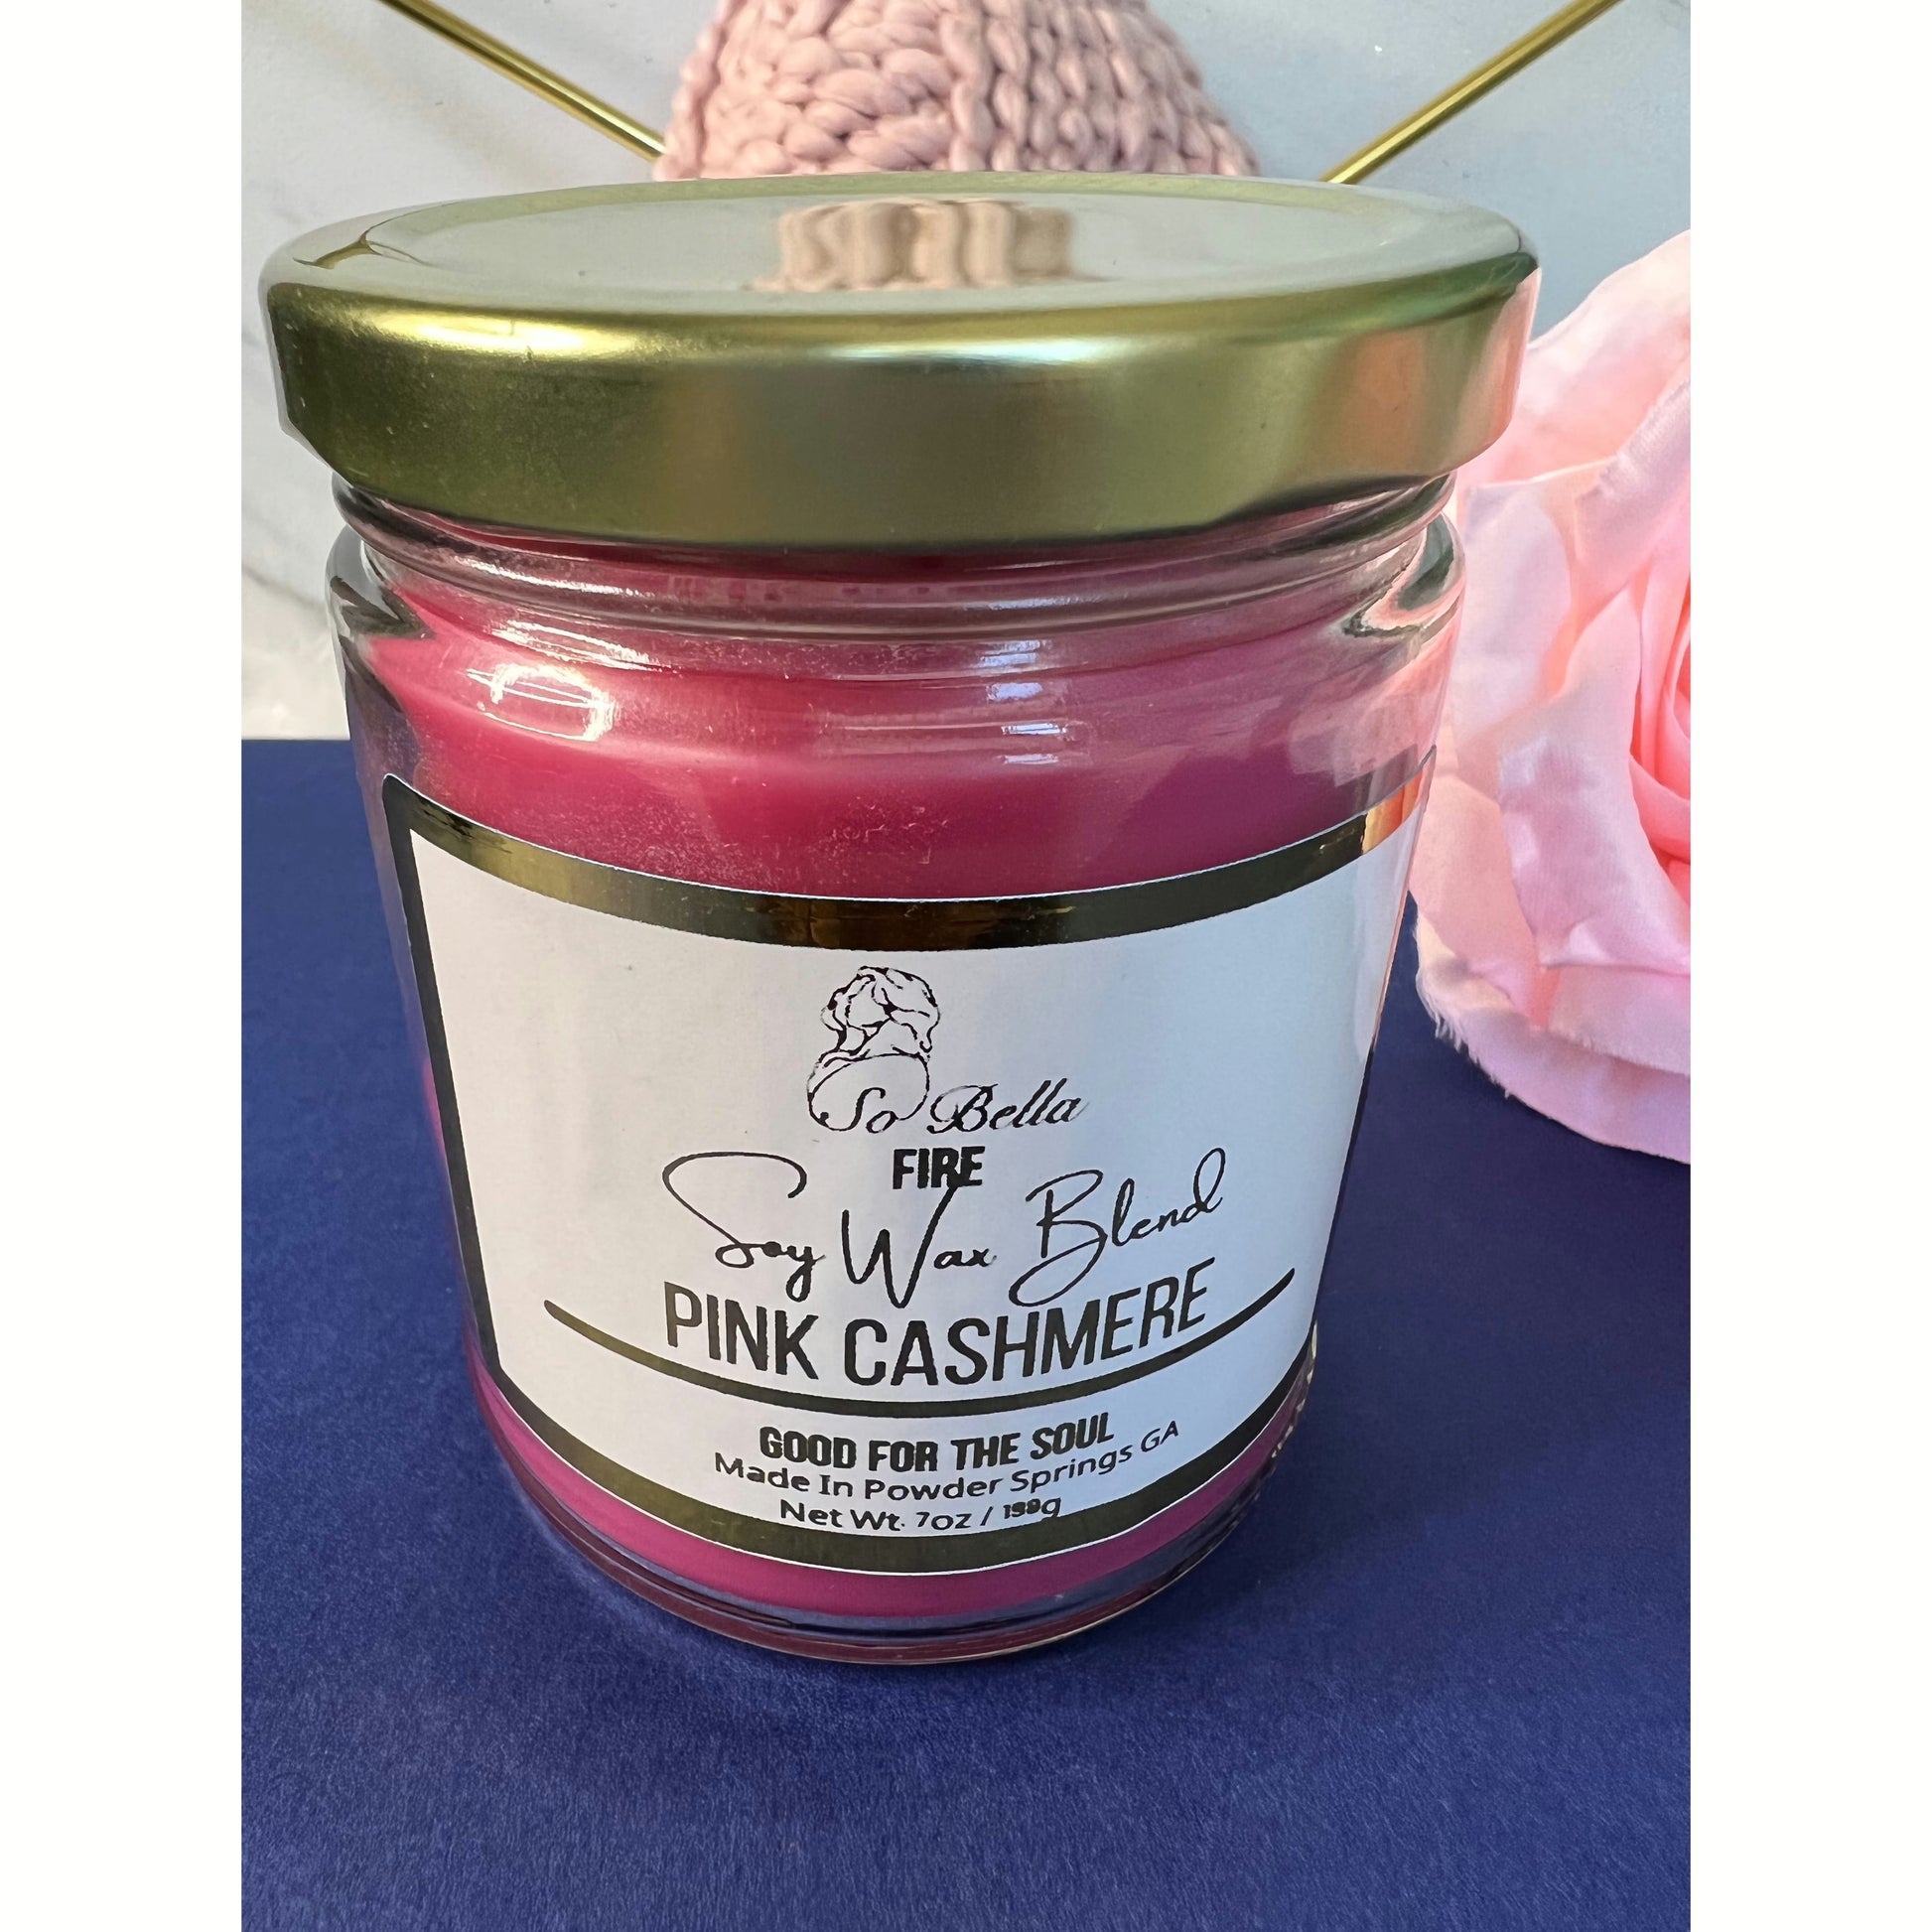 So Bella
FIRE
Soy Wax Blend
PINK CASHMERE
GOOD FOR THE SOUL
Made In Powder Springs GA
Net Wt. 7oz / 198g